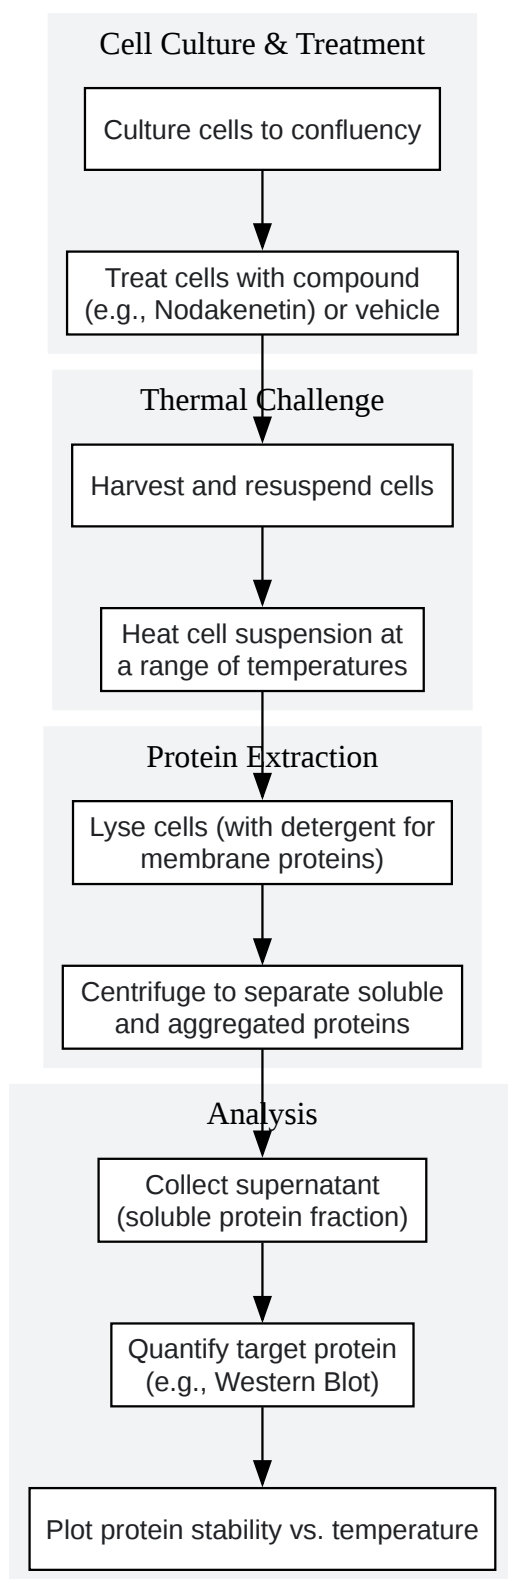 Cell Culture & Treatment
Culture cells to confluency
Treat cells with compound
(e.g., Nodakenetin) or vehicle
Thermal Challenge
Harvest and resuspend cells
Heat cell suspension at
a range of temperatures
Protein Extraction
Lyse cells (with detergent for
membrane proteins)
Centrifuge to separate soluble
and aggregated proteins
Analysis
Collect supernatant
(soluble protein fraction)
Quantify target protein
(e.g., Western Blot)
Plot protein stability vs. temperature